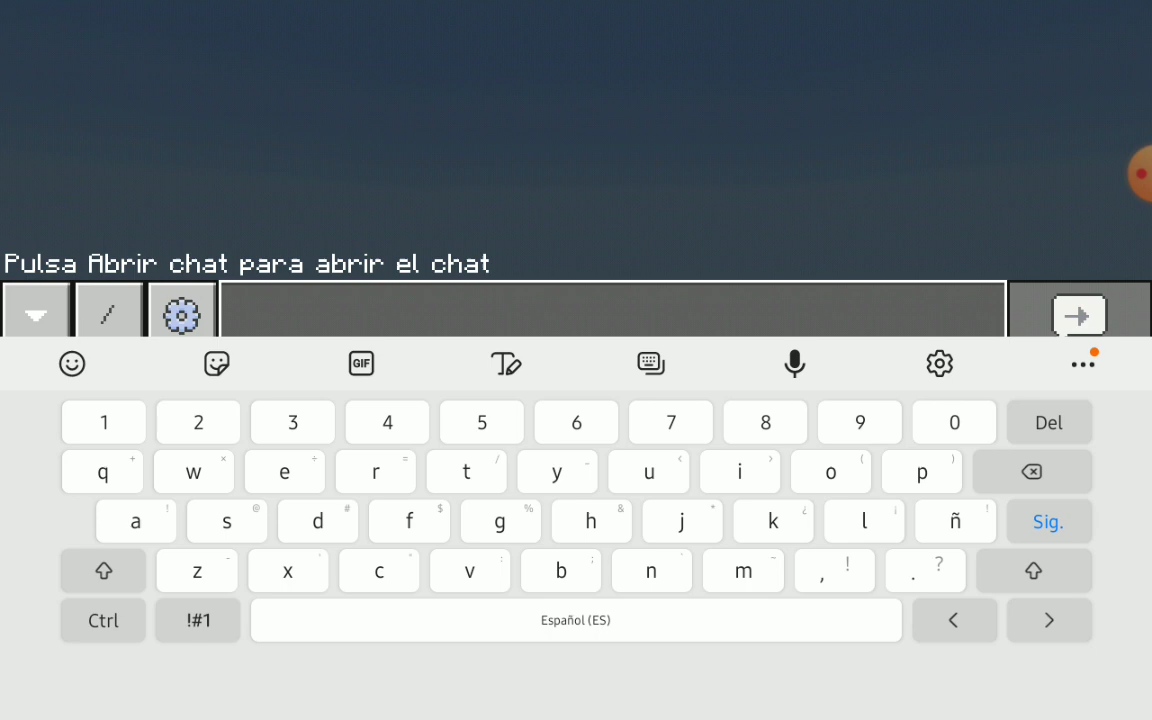 Pulsa Abrir chat para abrir el chat
/
GIF
1 2 3 4 5 6 7 8 9 0 Del
q + w × e ÷ r = t / y _ u < i > o ( p )
a ! s @ d # f $ g % h & j * k ¿ l ¡ ñ ! Sig.
z - x ' c " v : b ; n ` m ~ , ! . ?
Ctrl !#1 Español (ES) < >